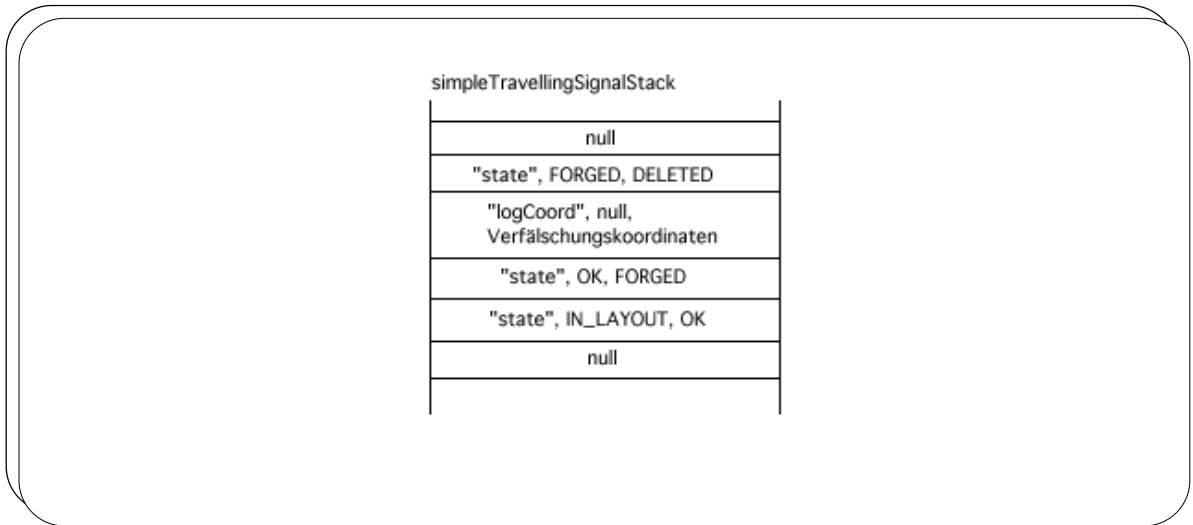 simpleTravellingSignalStack
null
"state", FORGED, DELETED
"logCoord", null,
Verfälschungskoordinaten
"state", OK, FORGED
"state", IN_LAYOUT, OK
null